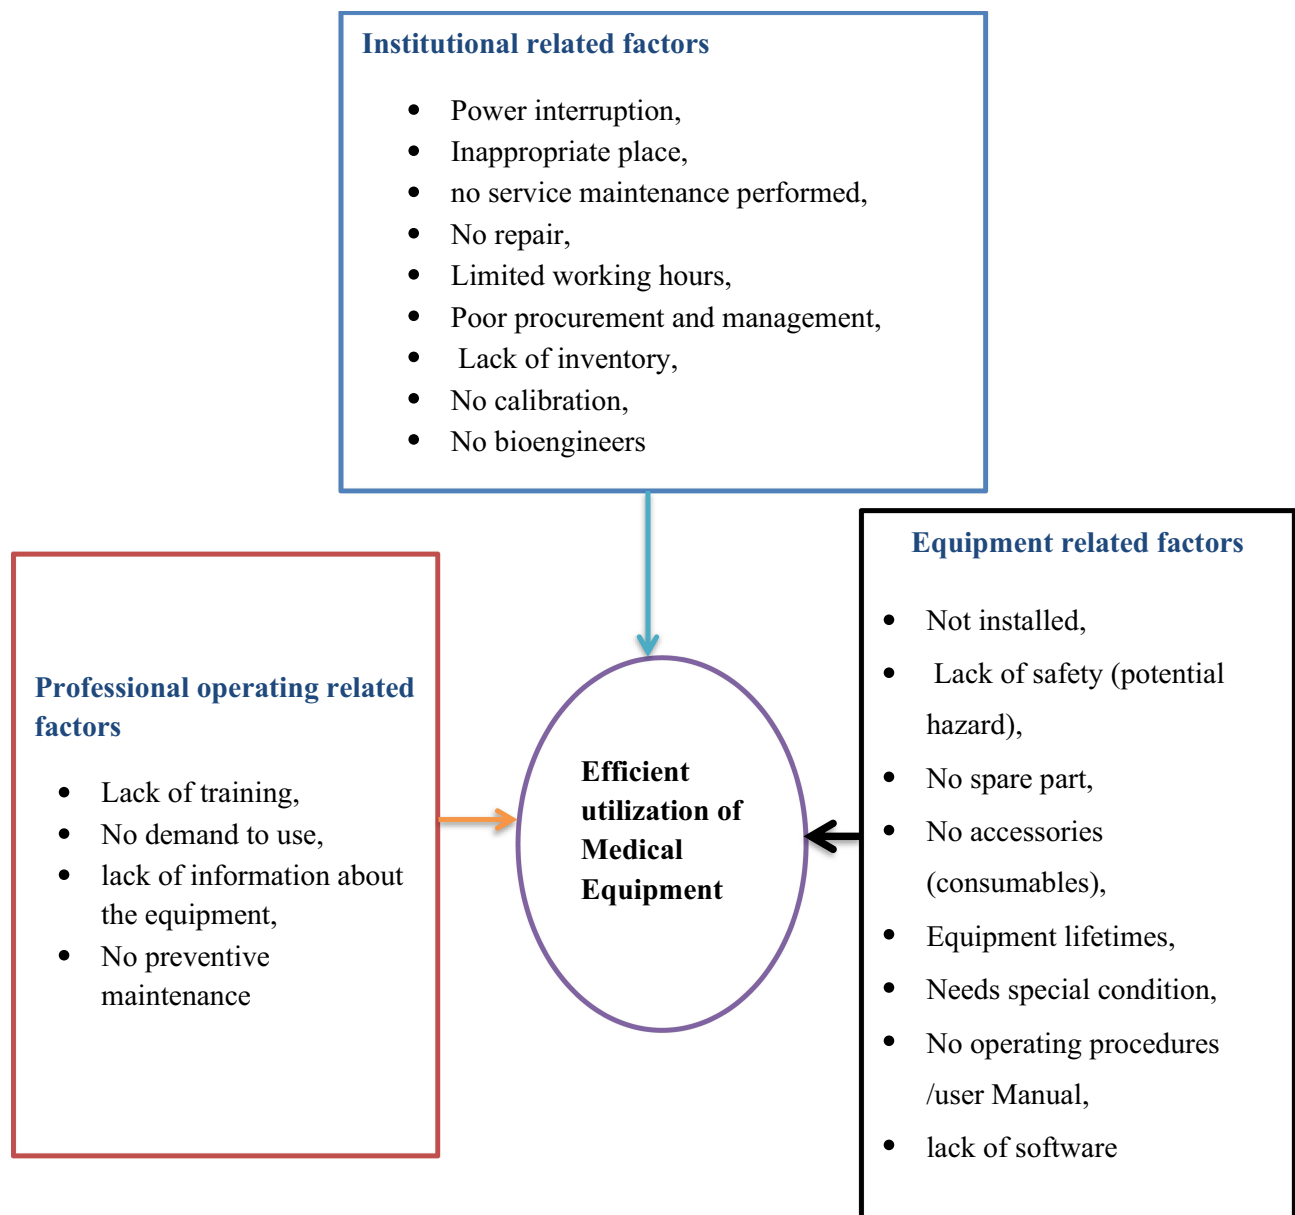 Institutional related factors
• Power interruption,
• Inappropriate place,
• no service maintenance performed,
• No repair,
• Limited working hours,
• Poor procurement and management,
• Lack of inventory,
• No calibration,
• No bioengineers
Professional operating related
factors
• Lack of training,
• No demand to use,
• lack of information about
the equipment,
• No preventive
maintenance
Efficient
utilization of
Medical
Equipment
Equipment related factors
• Not installed,
• Lack of safety (potential
hazard),
• No spare part,
• No accessories
(consumables),
• Equipment lifetimes,
• Needs special condition,
• No operating procedures
/user Manual,
• lack of software